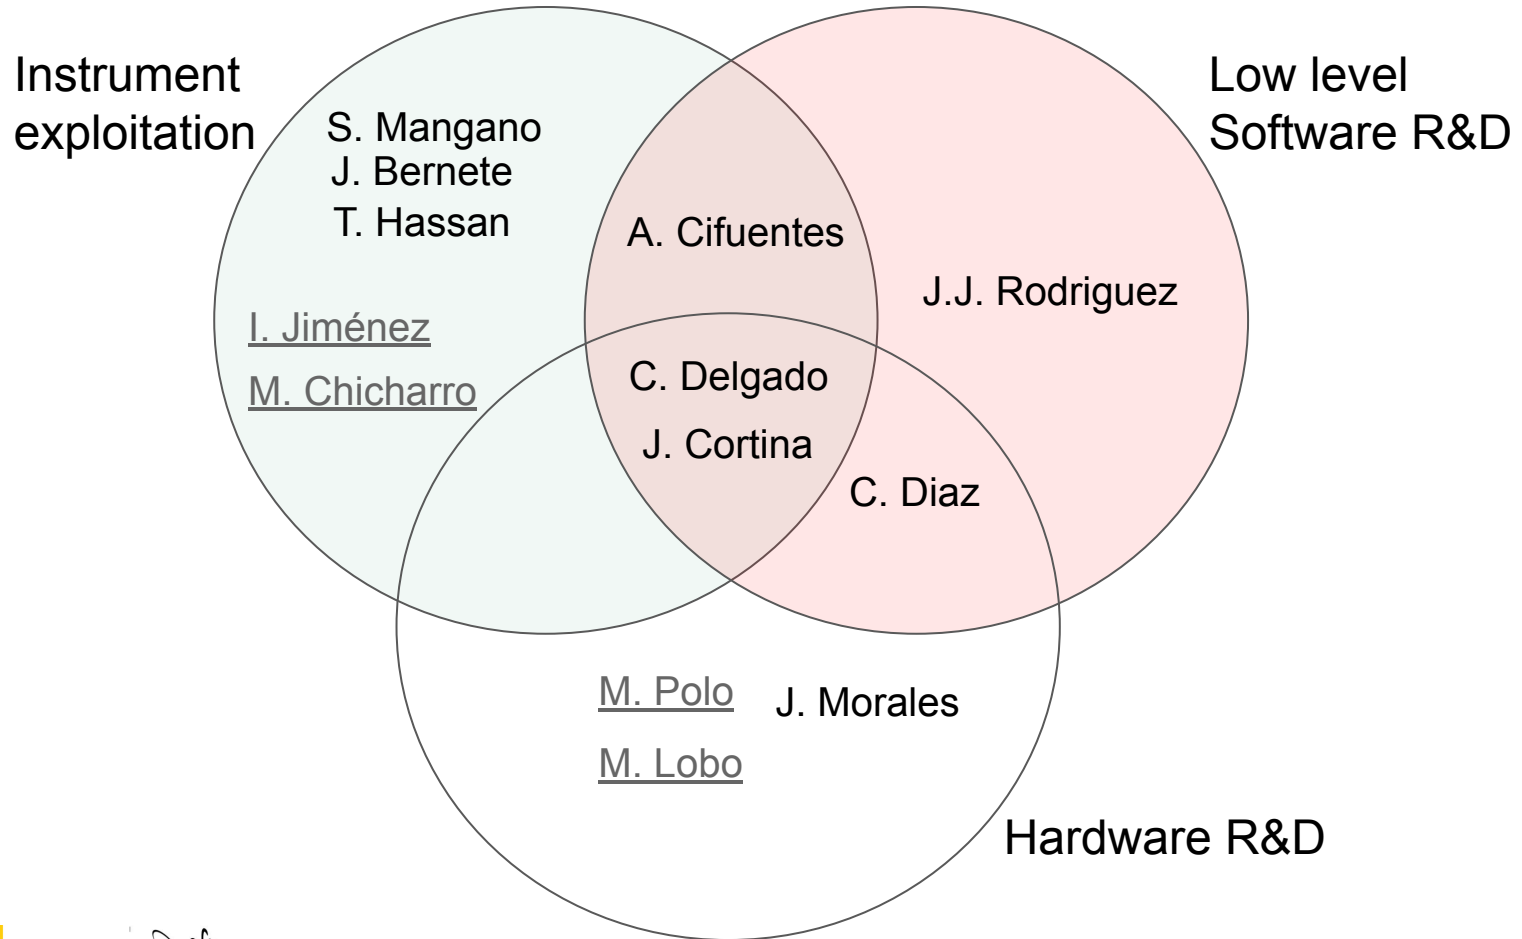 Instrument
exploitation
Low level
Software R&D
S. Mangano
J. Bernete
T. Hassan
A. Cifuentes
J.J. Rodriguez
I. Jiménez
M. Chicharro
C. Delgado
J. Cortina
C. Diaz
M. Polo
J. Morales
M. Lobo
Hardware R&D